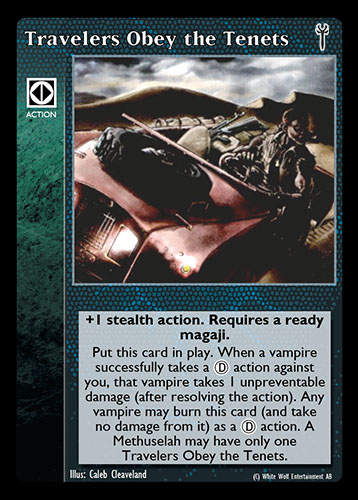 Travelers Obey the Tenets
ACTION
+1 stealth action. Requires a ready
magaji.
Put this card in play. When a vampire
successfully takes a Ⓓ action against
you, that vampire takes 1 unpreventable
damage (after resolving the action). Any
vampire may burn this card (and take
no damage from it) as a Ⓓ action. A
Methuselah may have only one
Travelers Obey the Tenets.
Illus: Caleb Cleaveland
(C) White Wolf Entertainment AB